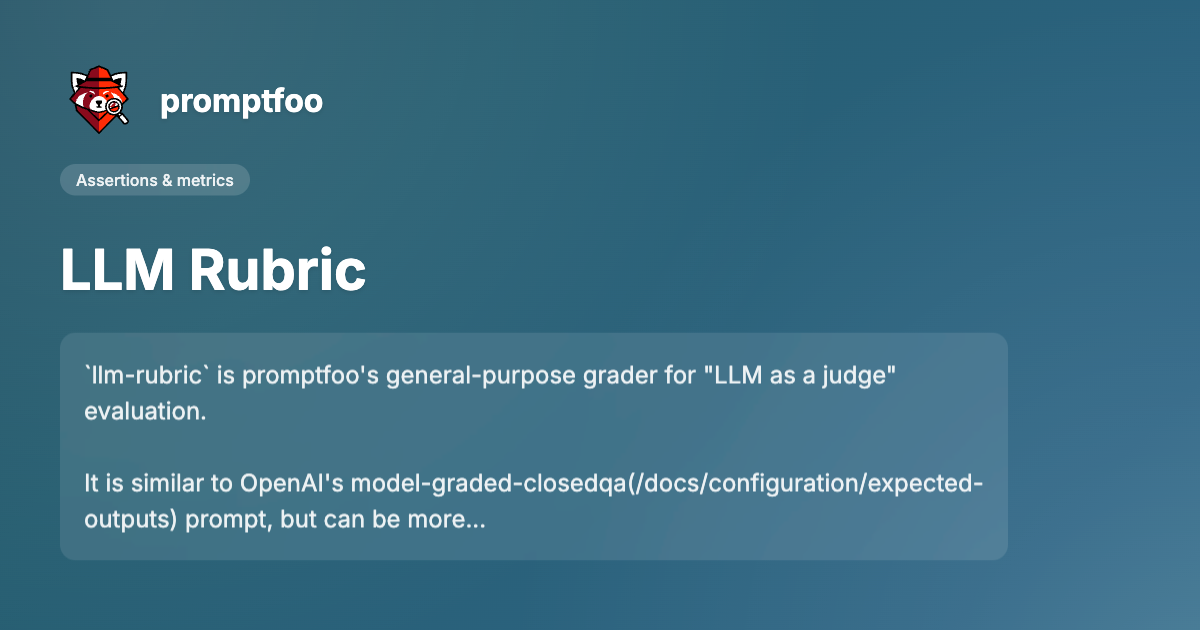 promptfoo
Assertions & metrics
LLM Rubric
`llm-rubric` is promptfoo's general-purpose grader for "LLM as a judge"
evaluation.
It is similar to OpenAI's model-graded-closedqa(/docs/configuration/expected-
outputs) prompt, but can be more...